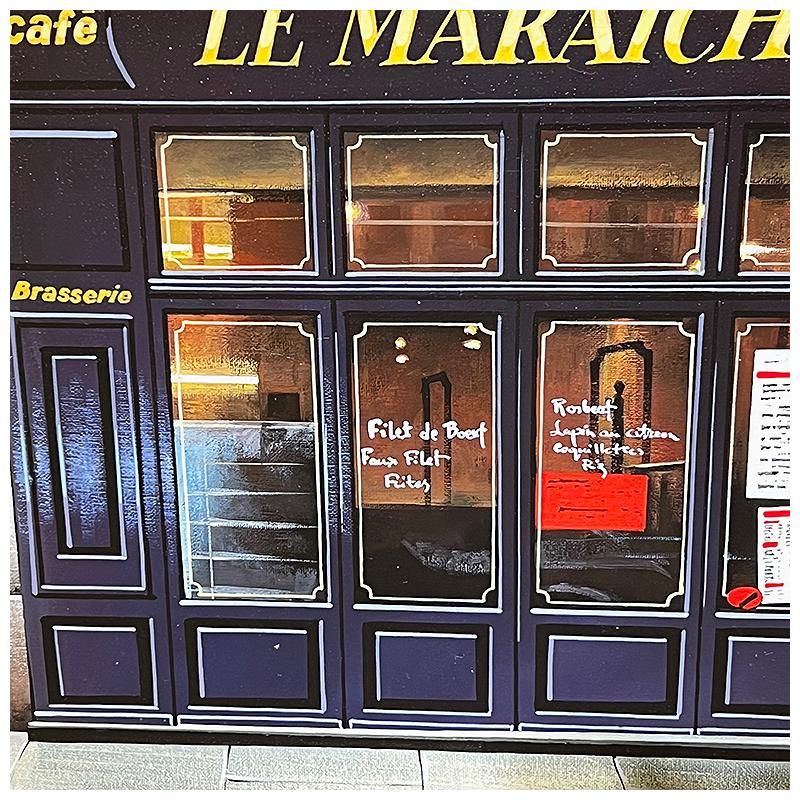 café
LE MARAICH
Brasserie
Filet de Boeuf
Faux Filet
Frites
Rosbeef
Lapin au citron
Coquillettes
Riz